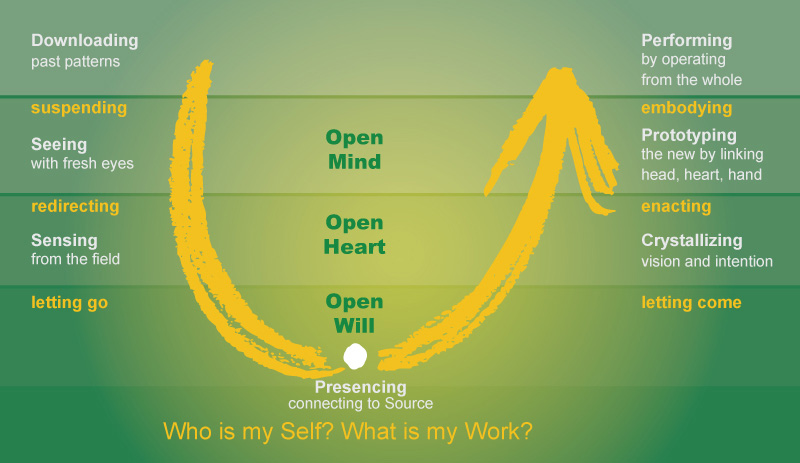 Downloading
past patterns
suspending
Seeing
with fresh eyes
redirecting
Sensing
from the field
letting go
Open
Mind
Open
Heart
Open
Will
Presencing
connecting to Source
Who is my Self? What is my Work?
Performing
by operating
from the whole
embodying
Prototyping
the new by linking
head, heart, hand
enacting
Crystallizing
vision and intention
letting come